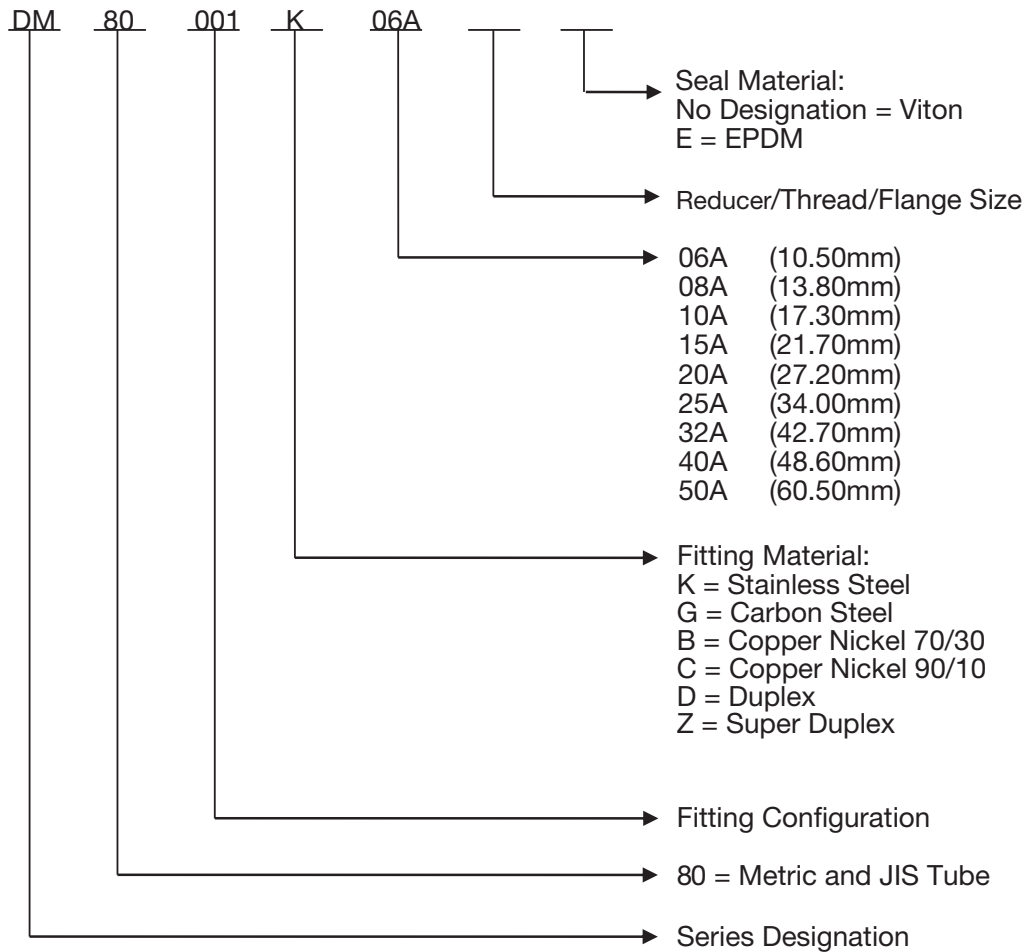 DM 80 001 K 06A
Seal Material:
No Designation = Viton
E = EPDM
Reducer/Thread/Flange Size
06A (10.50mm)
08A (13.80mm)
10A (17.30mm)
15A (21.70mm)
20A (27.20mm)
25A (34.00mm)
32A (42.70mm)
40A (48.60mm)
50A (60.50mm)
Fitting Material:
K = Stainless Steel
G = Carbon Steel
B = Copper Nickel 70/30
C = Copper Nickel 90/10
D = Duplex
Z = Super Duplex
Fitting Configuration
80 = Metric and JIS Tube
Series Designation